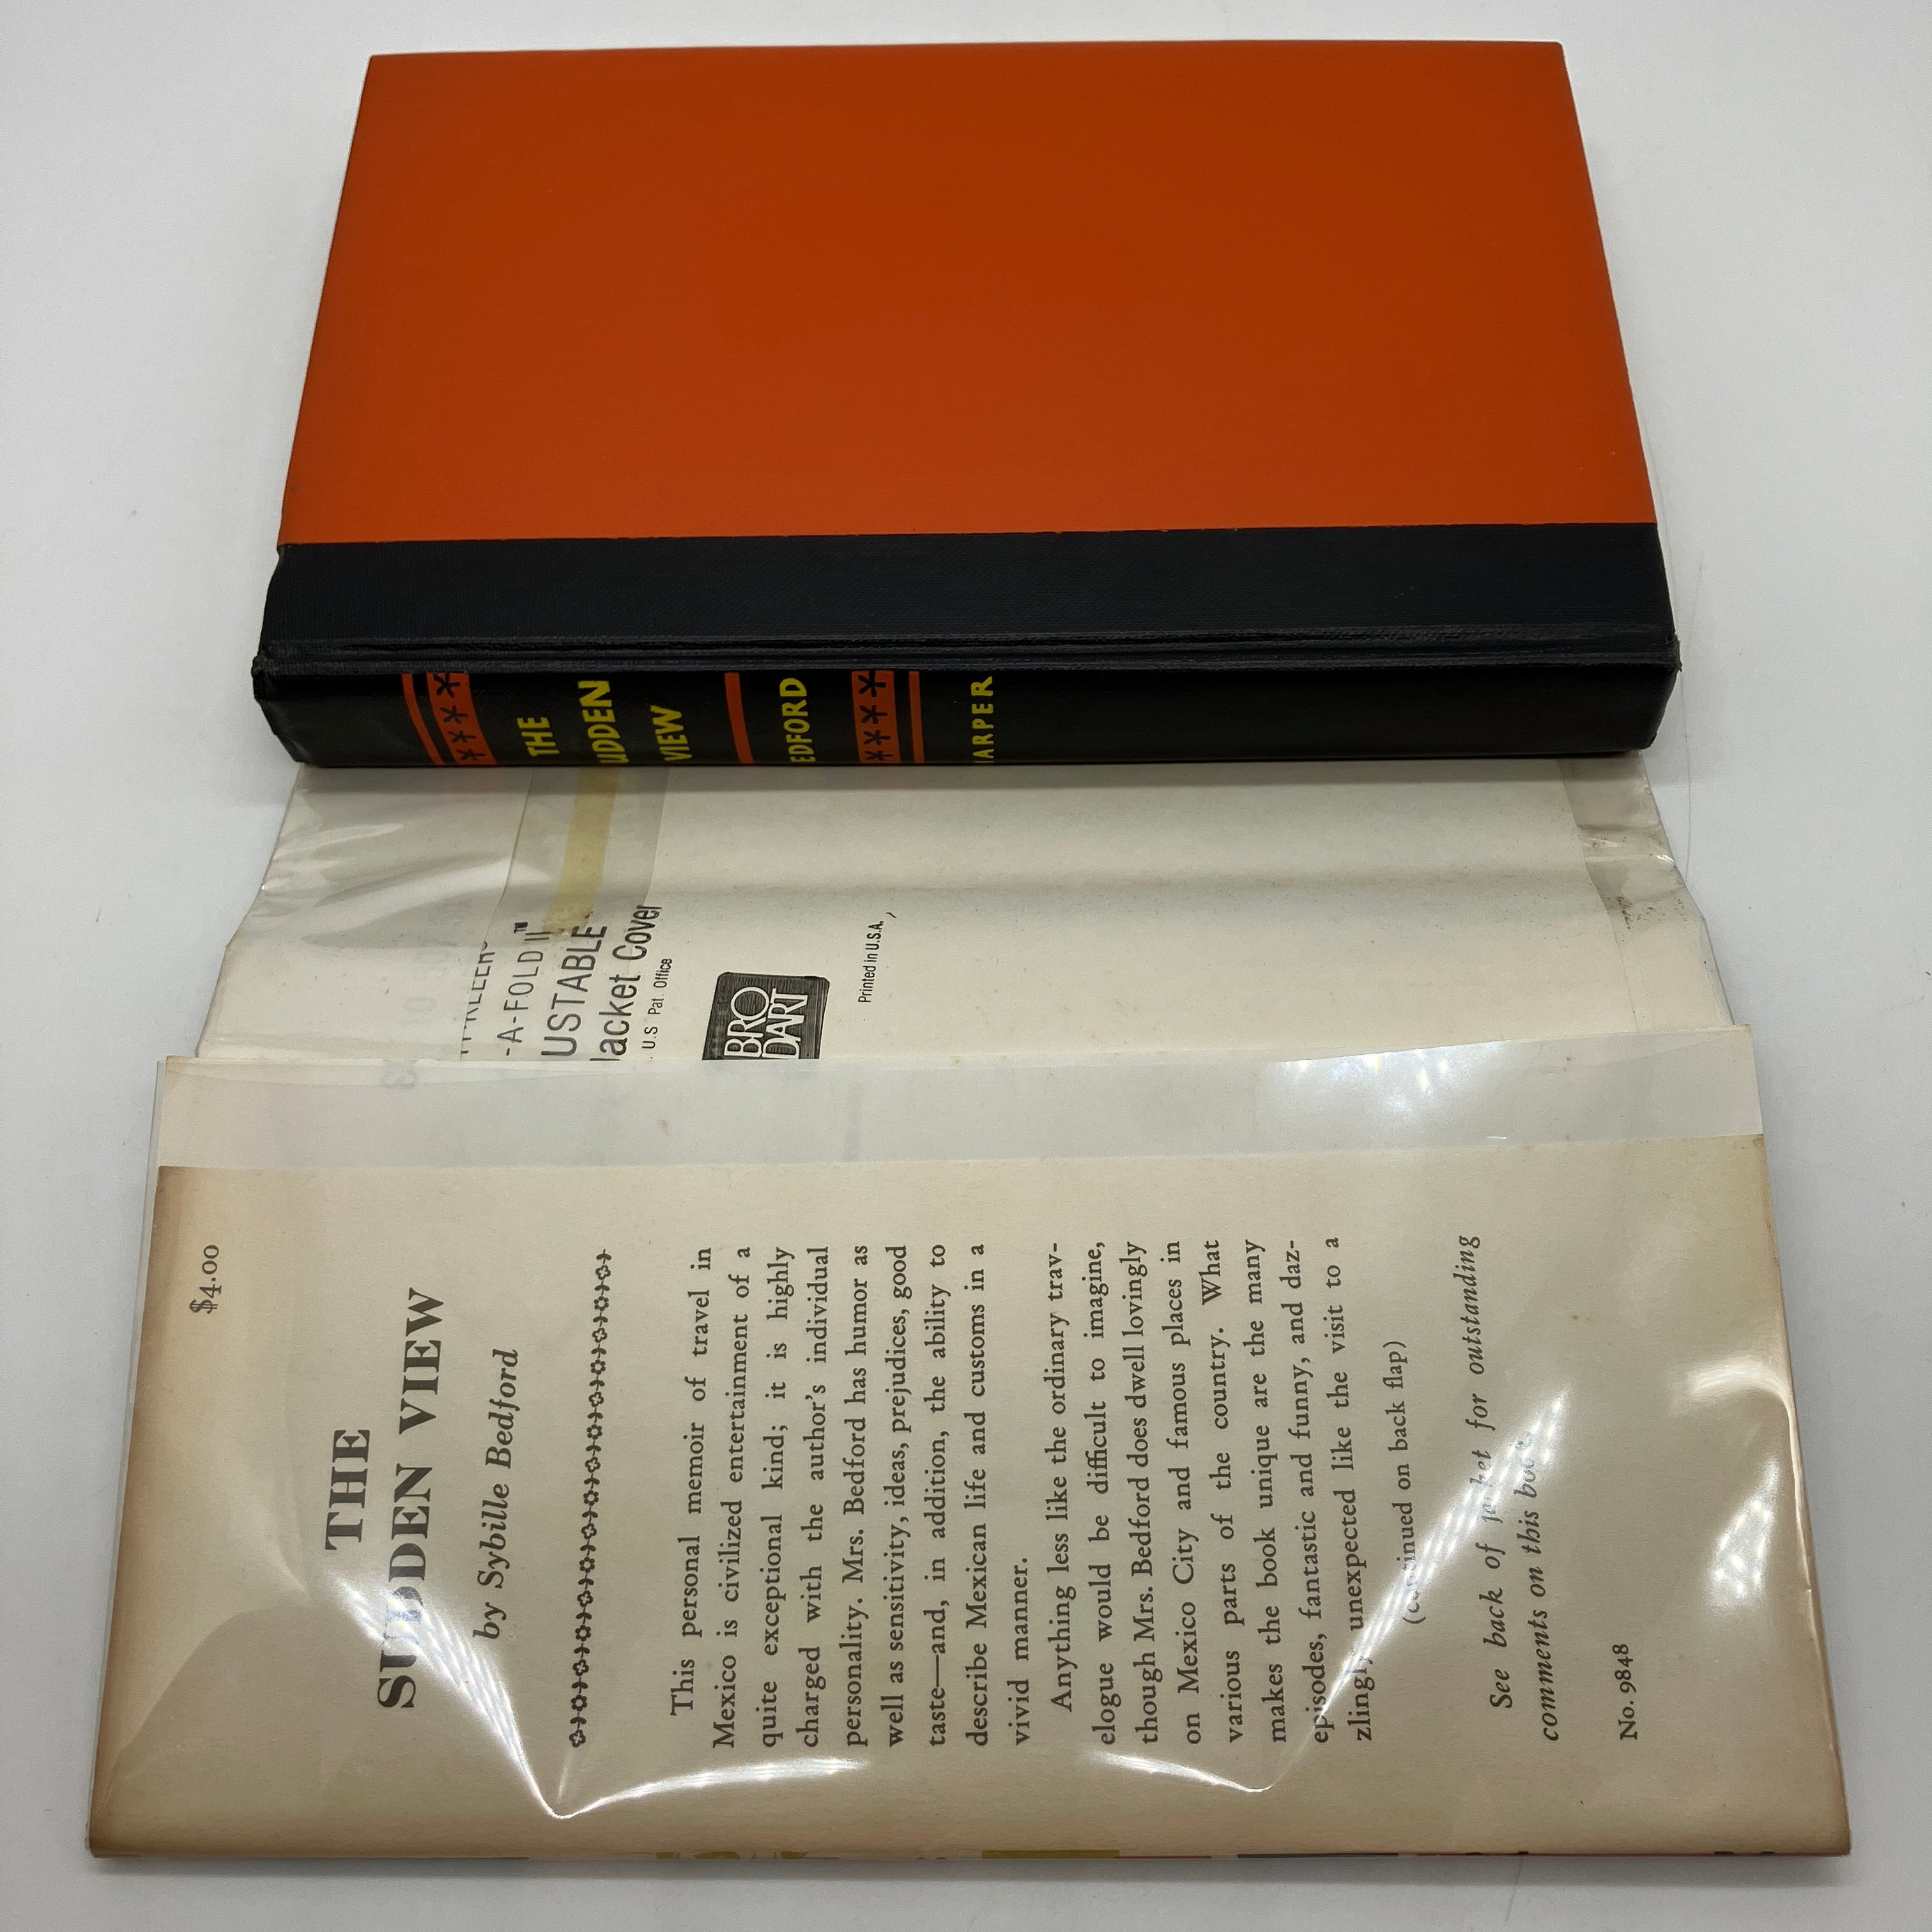 THE
UDDEN
VIEW
EDFORD
ARPER
-A-FOLD II™
USTABLE
acket Cover
U.S. Pat. Office
BRO
DART
Printed in U.S.A.
$4.00
THE
SUDDEN VIEW
by Sybille Bedford
This personal memoir of travel in
Mexico is civilized entertainment of a
quite exceptional kind; it is highly
charged with the author's individual
personality. Mrs. Bedford has humor as
well as sensitivity, ideas, prejudices, good
taste—and, in addition, the ability to
describe Mexican life and customs in a
vivid manner.
Anything less like the ordinary trav-
elogue would be difficult to imagine,
though Mrs. Bedford does dwell lovingly
on Mexico City and famous places in
various parts of the country. What
makes the book unique are the many
episodes, fantastic and funny, and daz-
zlingly unexpected like the visit to a
(continued on back flap)
See back of jacket for outstanding
comments on this book.
No. 9848